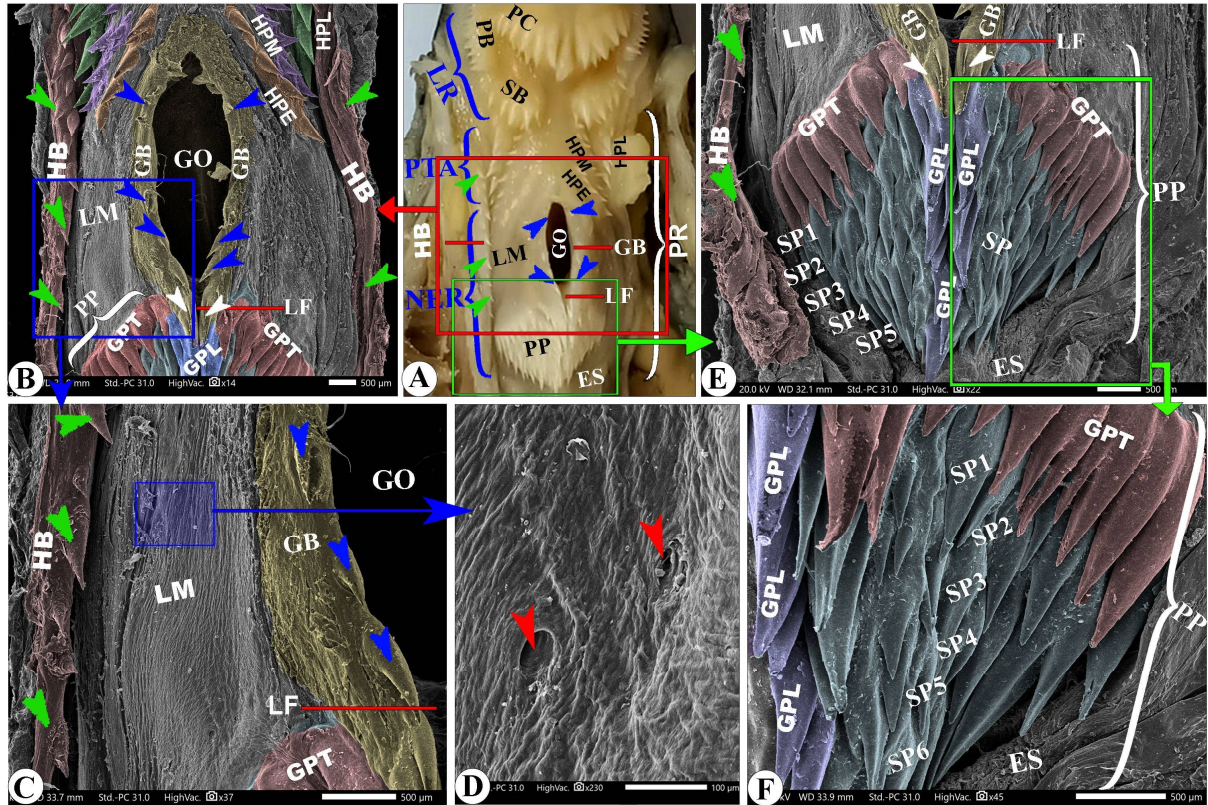 HPM
HPL
HPE
GB
GO
GB
HB
HB
LM
LF
PP
GPT
GPL
GPT
B
mm Std.-PC 31.0 HighVac. x14 500 µm
PC
PB
LR
SB
HPM
HPL
PTA
HPE
HB
GO
PR
LM
GB
NER
LF
PP
A
ES
LM
GB
GB
LF
GPT
GPT
HB
GPL
GPL
PP
SP1
SP
SP2
SP3
GPL
SP4
SP5
E
ES
20.0 kV WD 32.1 mm Std.-PC 31.0 HighVac. x22 500 µm
GO
HB
GB
LM
LF
GPT
C
WD 33.7 mm Std.-PC 31.0 HighVac. x37 500 µm
D
Std.-PC 31.0 HighVac. x230 100 µm
GPT
GPL
SP1
SP2
GPL
SP3
SP4
PP
SP5
GPL
SP6
ES
F
kV WD 33.9 mm Std.-PC 31.0 HighVac. x45 500 µm